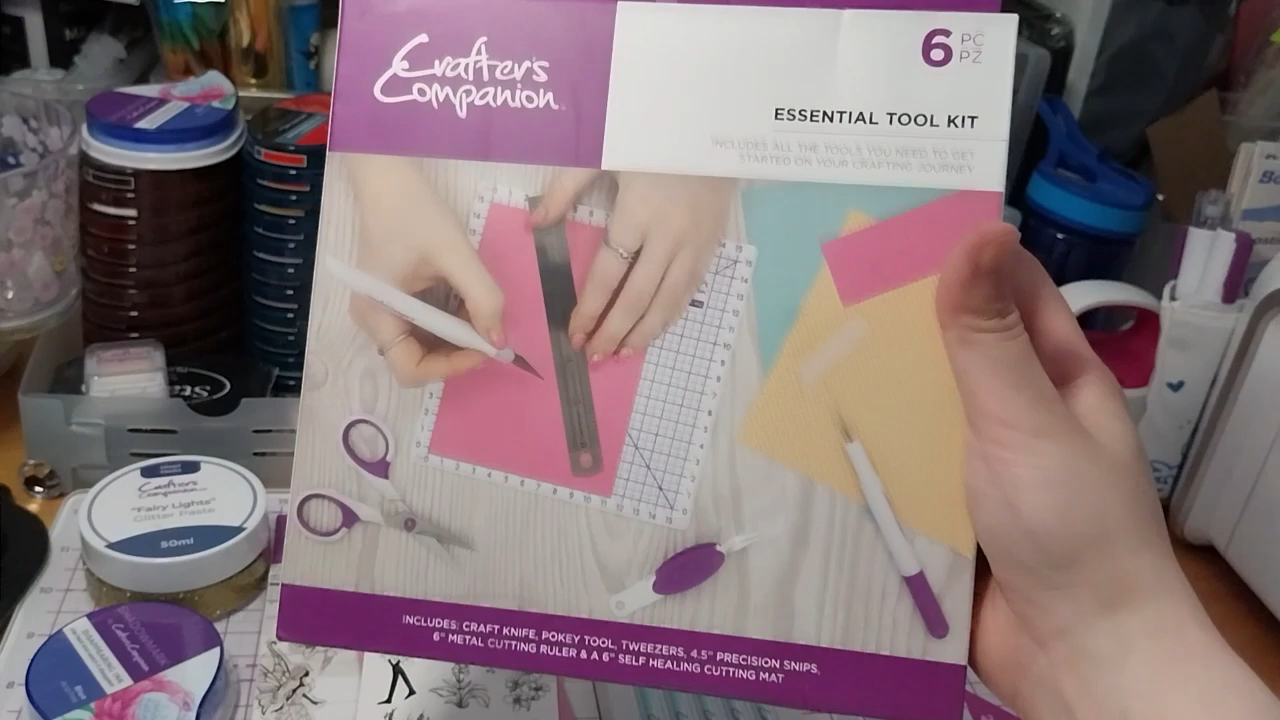 Crafter's
Companion
6 PC
PZ
ESSENTIAL TOOL KIT
INCLUDES ALL THE TOOLS YOU NEED TO GET
STARTED ON YOUR CRAFTING JOURNEY
INCLUDES: CRAFT KNIFE, POKEY TOOL, TWEEZERS, 4.5" PRECISION SNIPS,
6" METAL CUTTING RULER & A 6" SELF HEALING CUTTING MAT
Crafter's
Companion
"Fairy Lights"
Glitter Paste
50ml